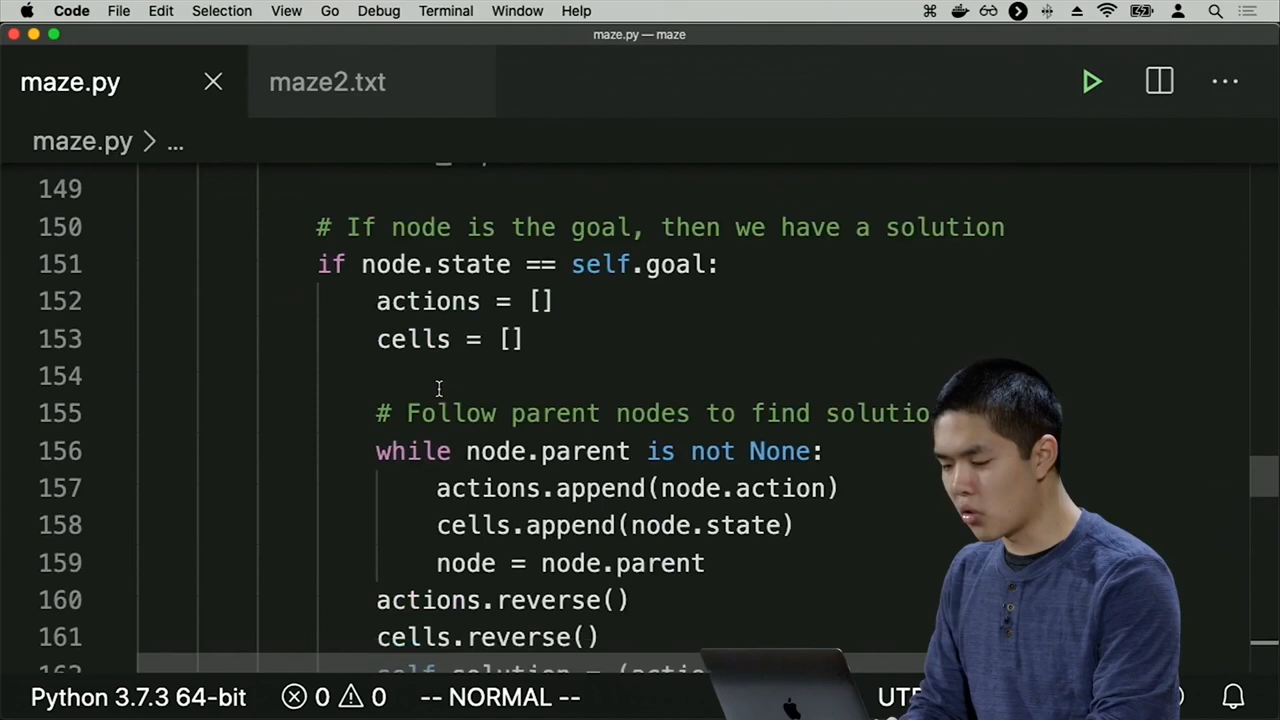 Code File Edit Selection View Go Debug Terminal Window Help
maze.py — maze
maze.py maze2.txt
maze.py > ...
149
150 # If node is the goal, then we have a solution
151 if node.state == self.goal:
152 actions = []
153 cells = []
154
155 # Follow parent nodes to find solutio
156 while node.parent is not None:
157 actions.append(node.action)
158 cells.append(node.state)
159 node = node.parent
160 actions.reverse()
161 cells.reverse()
self.solution = (actio
Python 3.7.3 64-bit 0 0 -- NORMAL -- UTF